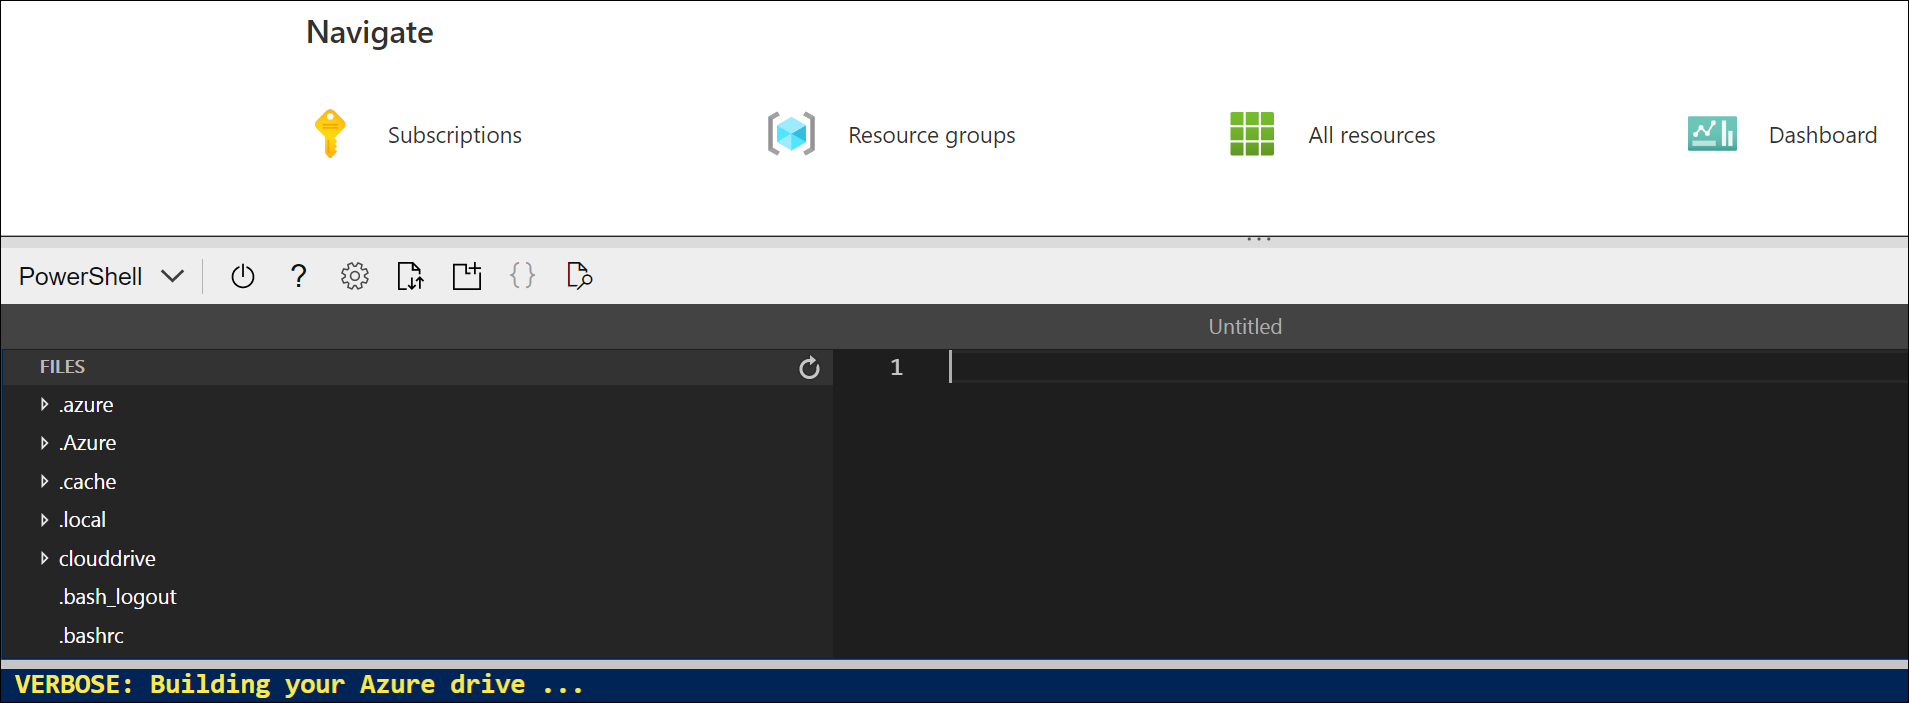 Navigate
Subscriptions
Resource groups
All resources
Dashboard
PowerShell
?
{}
Untitled
FILES
1
.azure
.Azure
.cache
.local
clouddrive
.bash_logout
.bashrc
VERBOSE: Building your Azure drive ...